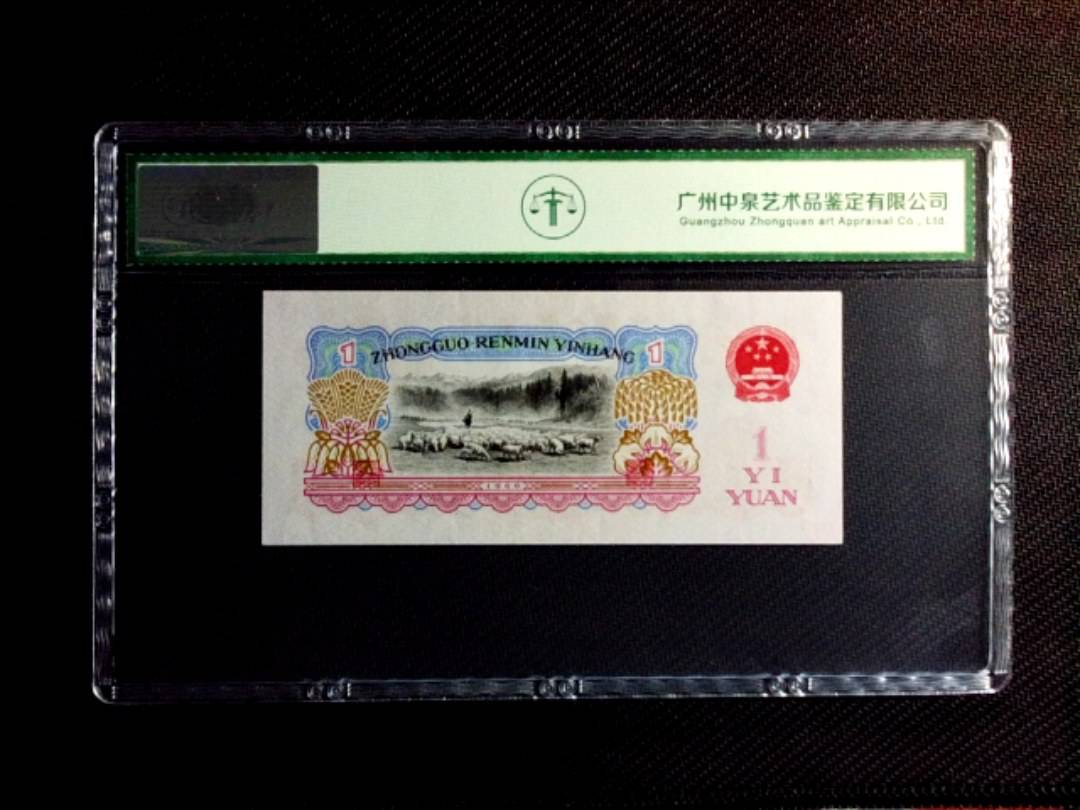 广州中泉艺术品鉴定有限公司
Guangzhou Zhongquan art Appraisal Co., Ltd.
ZHONGGUO RENMIN YINHANG
1
1
1
YI
YUAN
1960